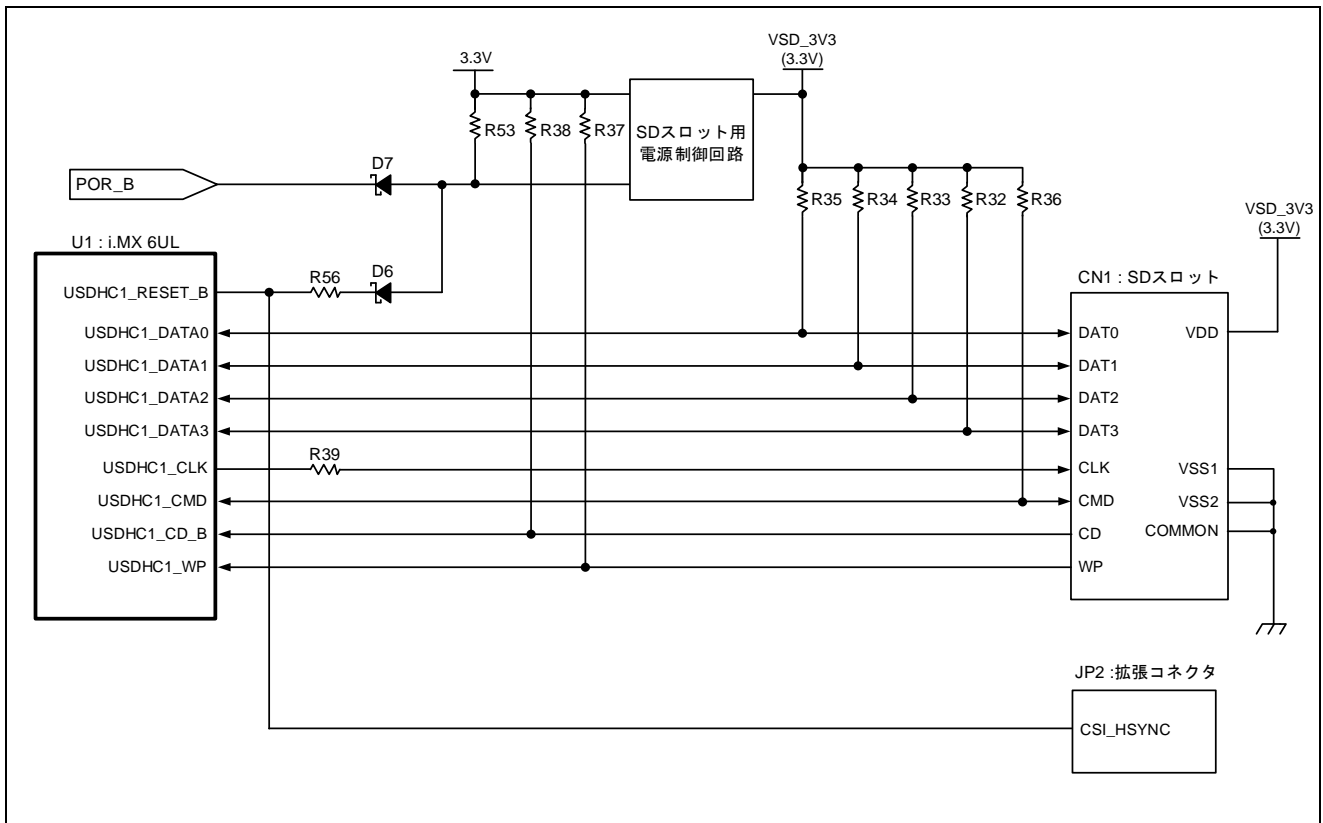 VSD_3V3
(3.3V)
3.3V
R53
R38
R37
SDスロット用
電源制御回路
D7
POR_B
R35
R34
R33
R32
R36
VSD_3V3
(3.3V)
U1 : i.MX 6UL
CN1 : SDスロット
USDHC1_RESET_B
R56
D6
USDHC1_DATA0
DAT0
VDD
USDHC1_DATA1
DAT1
USDHC1_DATA2
DAT2
USDHC1_DATA3
DAT3
USDHC1_CLK
R39
CLK
VSS1
USDHC1_CMD
CMD
VSS2
USDHC1_CD_B
CD
COMMON
USDHC1_WP
WP
JP2 :拡張コネクタ
CSI_HSYNC